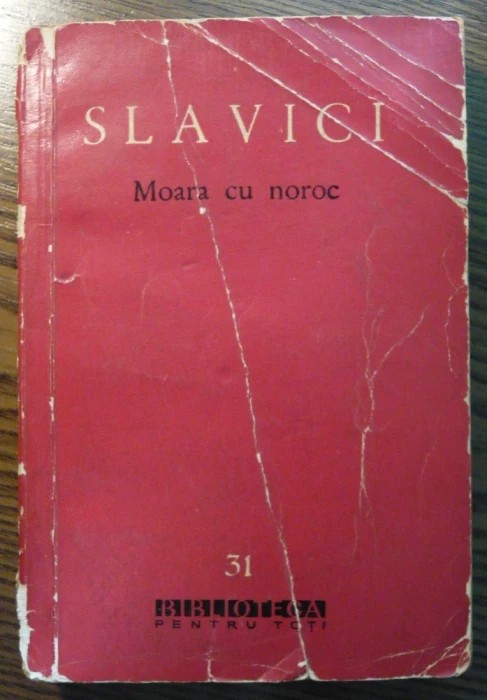 SLAVICI
Moara cu noroc
31
BIBLIOTECA
PENTRU TOȚI